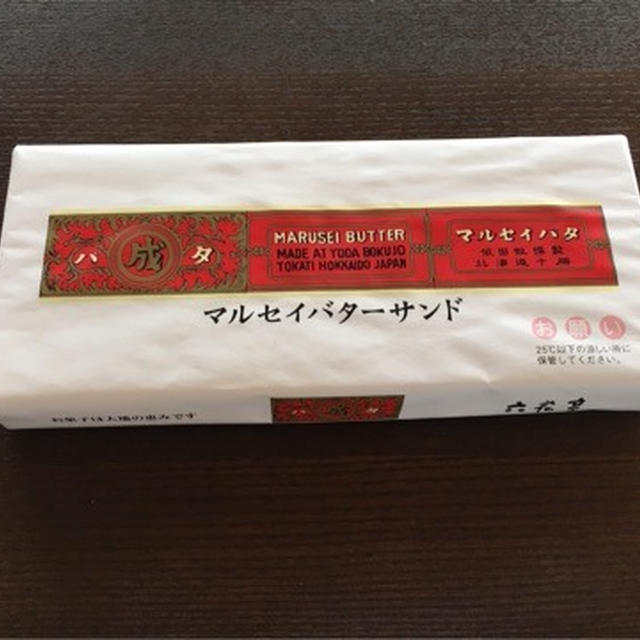 ハ 成 タ
MARUSEI BUTTER
MADE AT YODA BOKUJO
TOKATI HOKKAIDO JAPAN
マルセイハタ
依田牧場製
北海道十勝
マルセイバターサンド
お願い
25℃以下の涼しい所に
保管してください。
お菓子は大地の恵みです
ハ 成 タ
六花亭